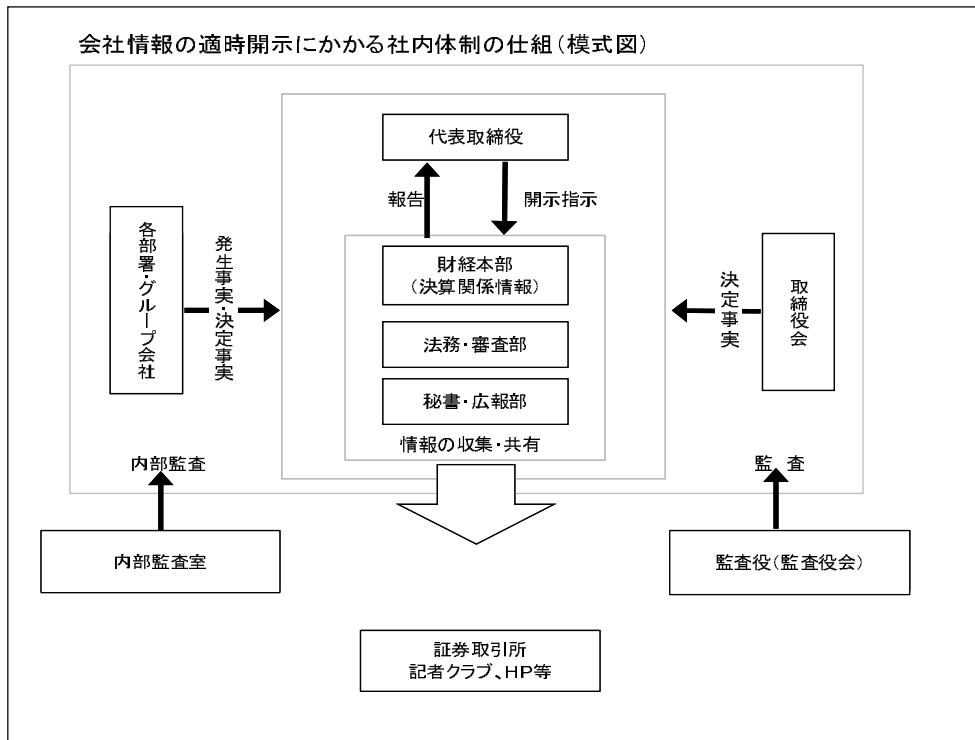 会社情報の適時開示にかかる社内体制の仕組(模式図)
代表取締役
報告
開示指示
各部署・グループ会社
発生事実・決定事実
財経本部
(決算関係情報)
法務・審査部
秘書・広報部
情報の収集・共有
決定事実
取締役会
内部監査
監 査
内部監査室
監査役(監査役会)
証券取引所
記者クラブ、HP等